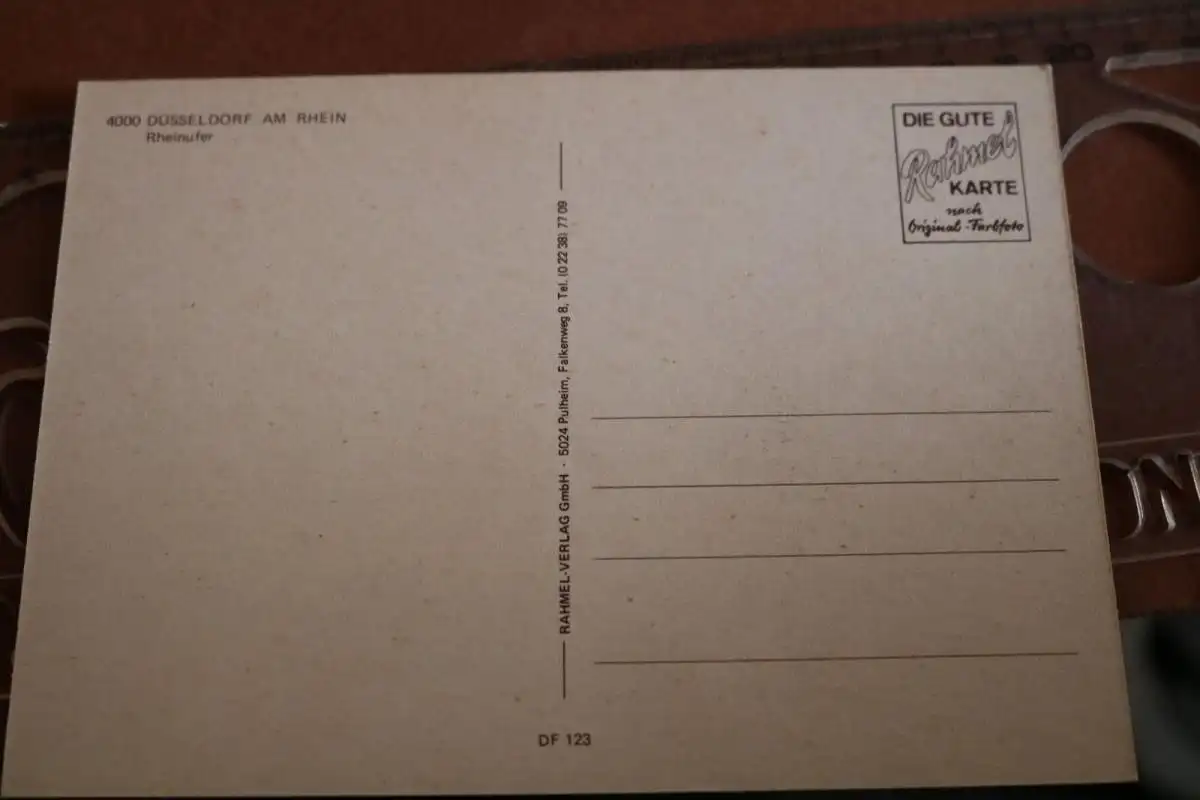 4000 DÜSSELDORF AM RHEIN
Rheinufer
DIE GUTE
Rahmel
KARTE
nach
Original-Farbfoto
RAHMEL-VERLAG GmbH · 5024 Pulheim, Falkenweg 8, Tel. (0 22 38) 77 09
DF 123